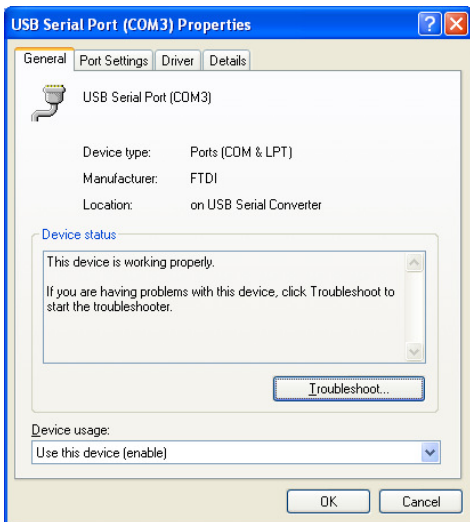 USB Serial Port (COM3) Properties
General Port Settings Driver Details
USB Serial Port (COM3)
Device type: Ports (COM & LPT)
Manufacturer: FTDI
Location: on USB Serial Converter
Device status
This device is working properly.
If you are having problems with this device, click Troubleshoot to
start the troubleshooter.
Troubleshoot...
Device usage:
Use this device (enable)
OK Cancel